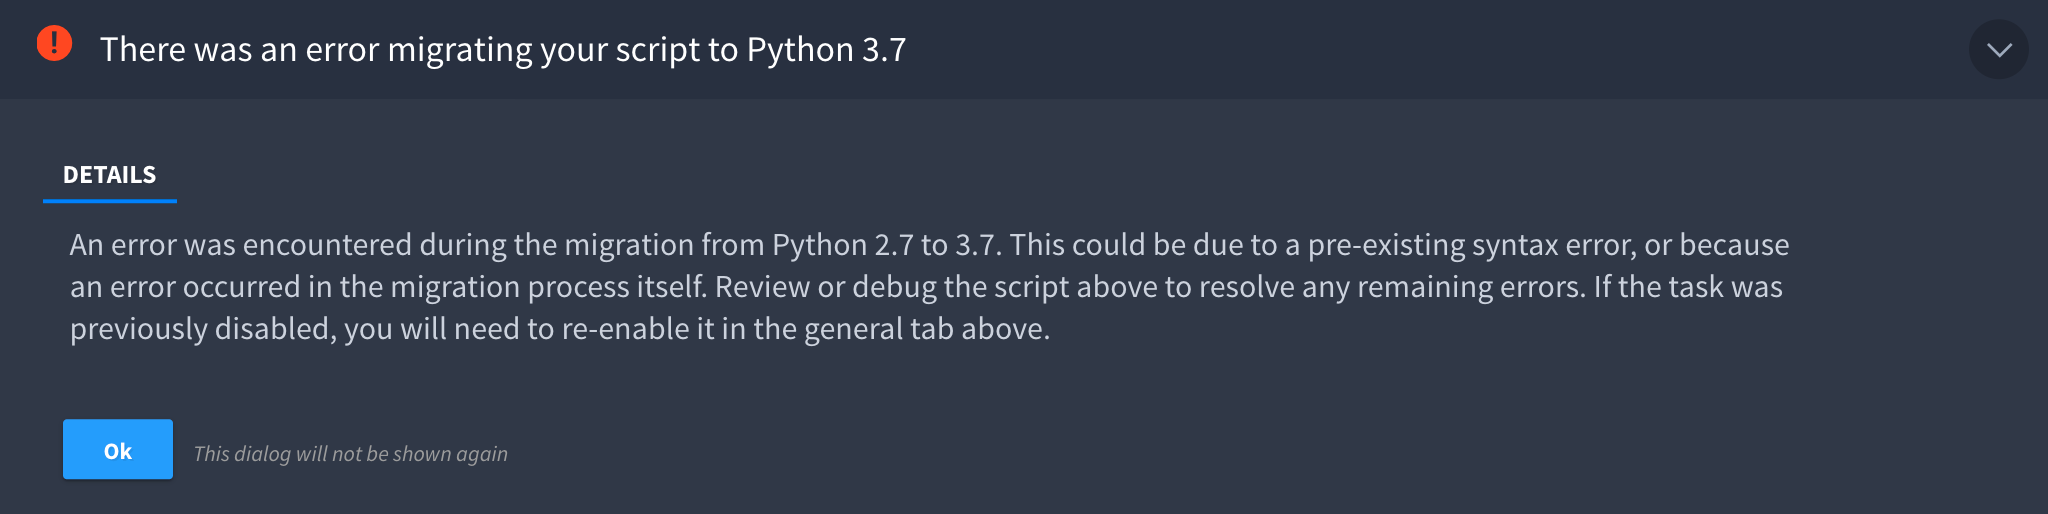 There was an error migrating your script to Python 3.7
DETAILS
An error was encountered during the migration from Python 2.7 to 3.7. This could be due to a pre-existing syntax error, or because
an error occurred in the migration process itself. Review or debug the script above to resolve any remaining errors. If the task was
previously disabled, you will need to re-enable it in the general tab above.
Ok
This dialog will not be shown again